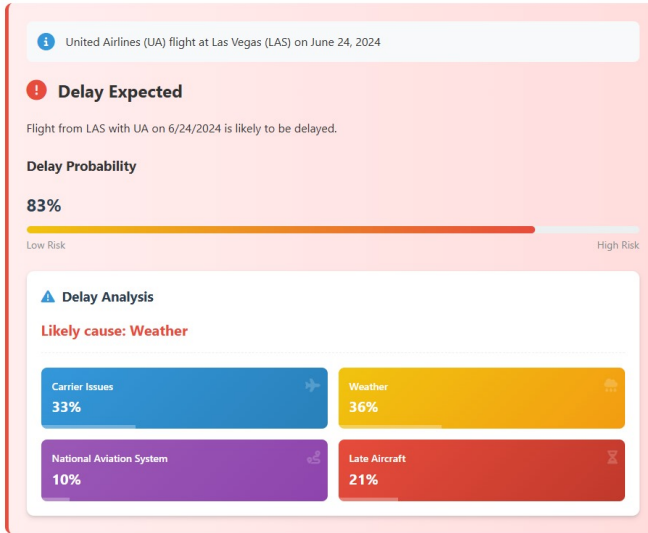 United Airlines (UA) flight at Las Vegas (LAS) on June 24, 2024
Delay Expected
Flight from LAS with UA on 6/24/2024 is likely to be delayed.
Delay Probability
83%
Low Risk High Risk
Delay Analysis
Likely cause: Weather
Carrier Issues
33%
Weather
36%
National Aviation System
10%
Late Aircraft
21%